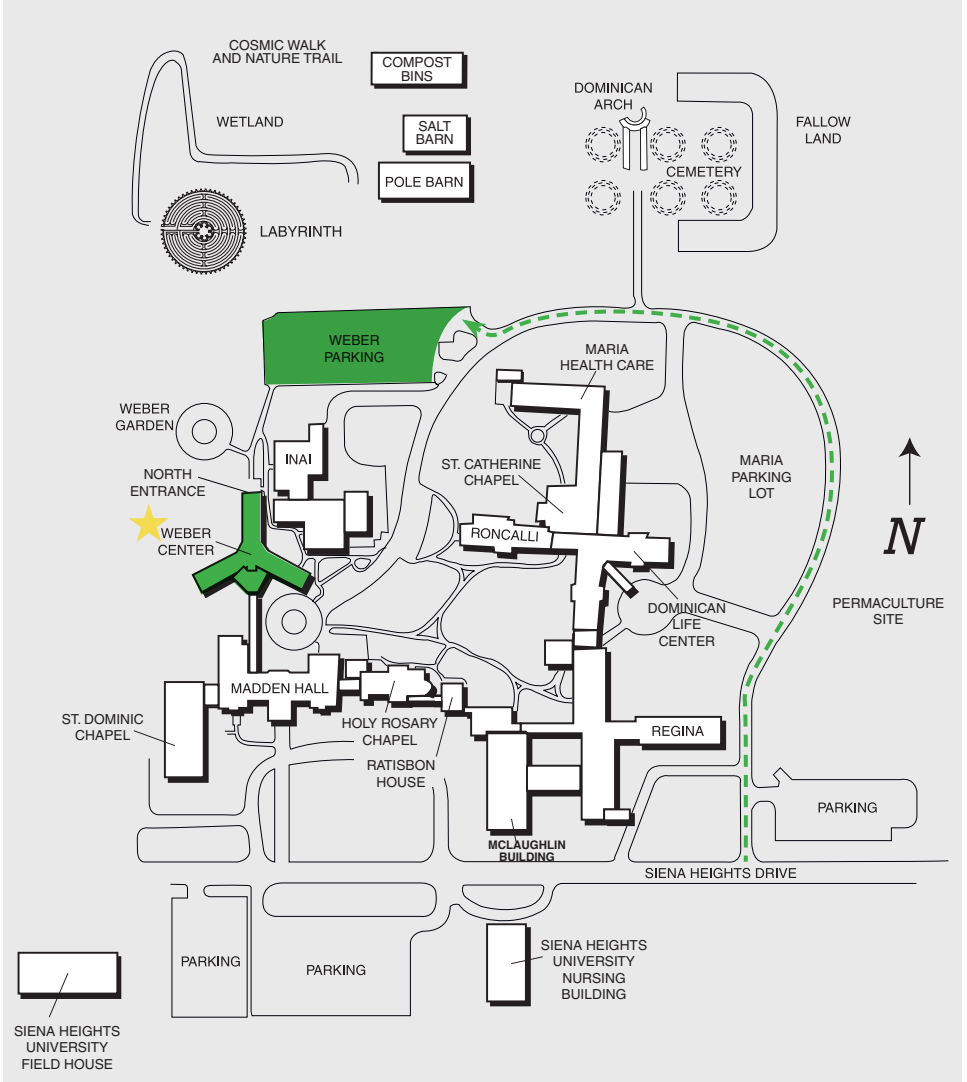 COSMIC WALK
AND NATURE TRAIL
COMPOST
BINS
DOMINICAN
ARCH
WETLAND
SALT
BARN
FALLOW
LAND
POLE BARN
CEMETERY
LABYRINTH
WEBER
PARKING
MARIA
HEALTH CARE
WEBER
GARDEN
INAI
ST. CATHERINE
CHAPEL
MARIA
PARKING
LOT
NORTH
ENTRANCE
WEBER
CENTER
RONCALLI
N
DOMINICAN
LIFE
CENTER
PERMACULTURE
SITE
MADDEN HALL
ST. DOMINIC
CHAPEL
HOLY ROSARY
CHAPEL
RATISBON
HOUSE
REGINA
PARKING
MCLAUGHLIN
BUILDING
SIENA HEIGHTS DRIVE
PARKING
PARKING
SIENA HEIGHTS
UNIVERSITY
NURSING
BUILDING
SIENA HEIGHTS
UNIVERSITY
FIELD HOUSE